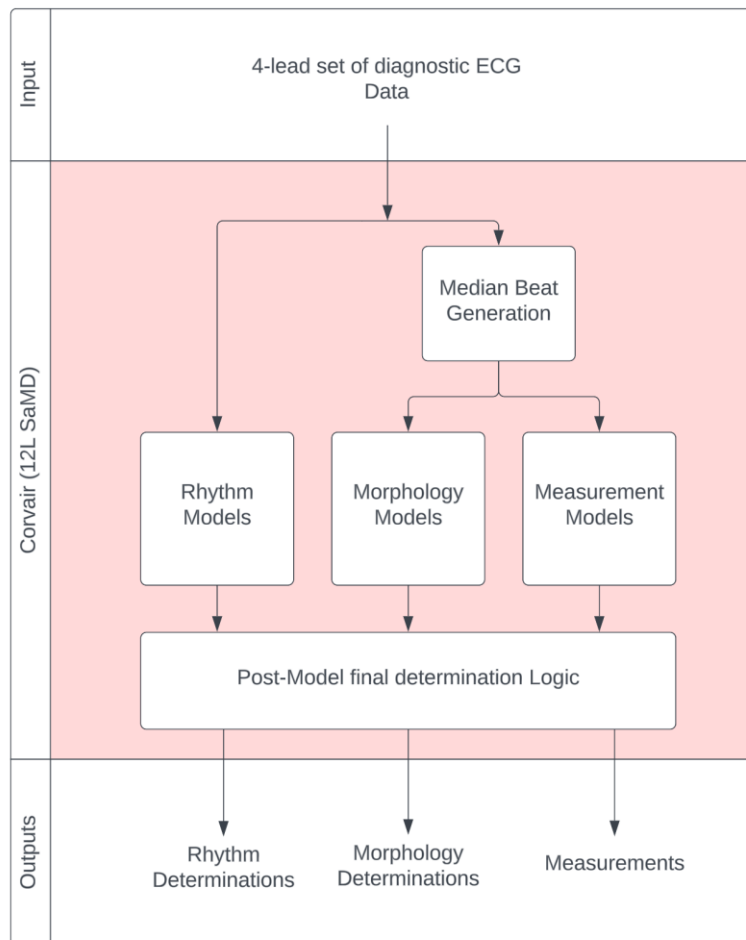 Input
4-lead set of diagnostic ECG
Data
Corvair (12L SaMD)
Median Beat
Generation
Rhythm
Models
Morphology
Models
Measurement
Models
Post-Model final determination Logic
Outputs
Rhythm
Determinations
Morphology
Determinations
Measurements